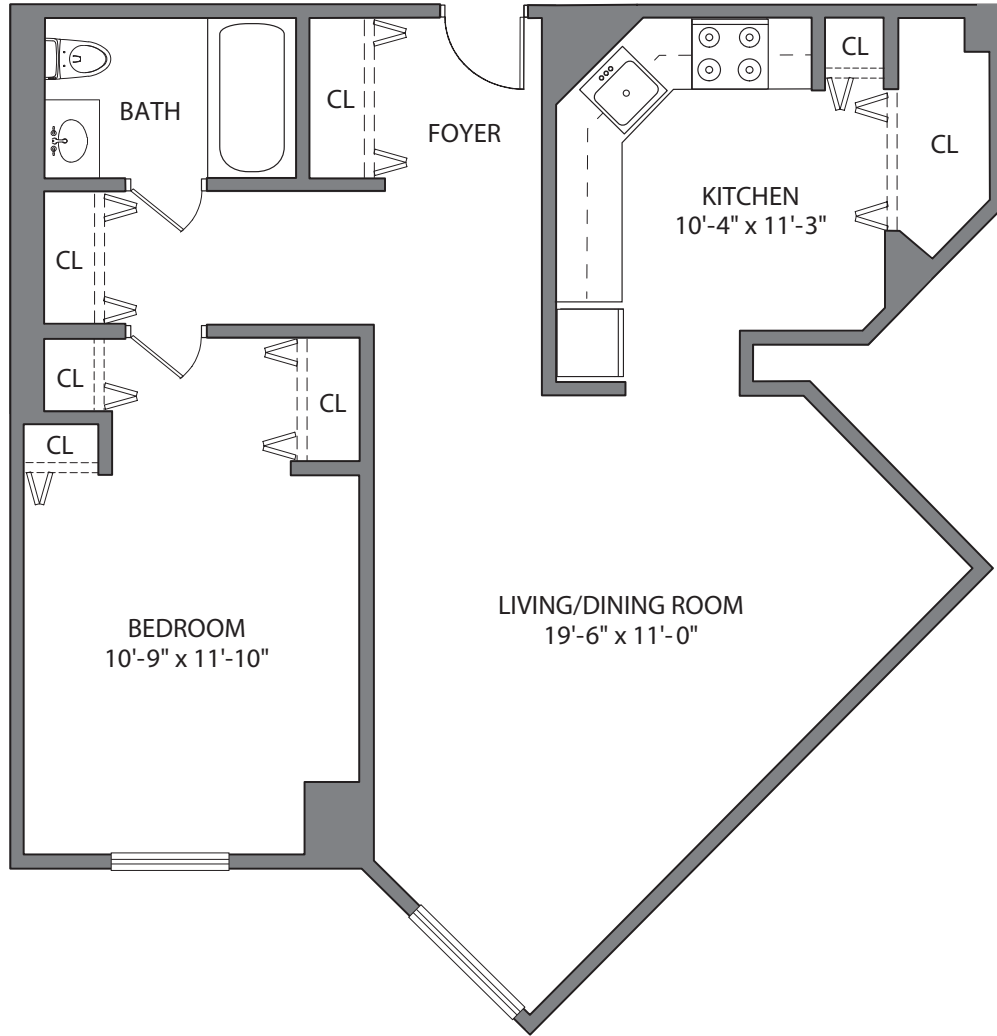 CL
BATH
CL
FOYER
CL
KITCHEN
10'-4" x 11'-3"
CL
CL
CL
CL
LIVING/DINING ROOM
19'-6" x 11'-0"
BEDROOM
10'-9" x 11'-10"